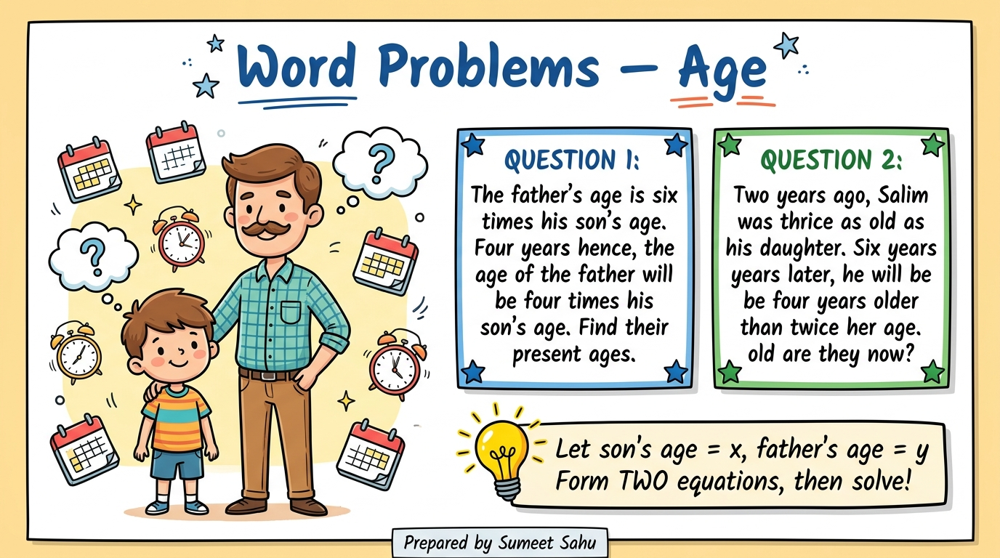 Word Problems – Age
QUESTION 1:
The father's age is six
times his son's age.
Four years hence, the
age of the father will
be four times his
son's age. Find their
present ages.
QUESTION 2:
Two years ago, Salim
was thrice as old as
his daughter. Six years
years later, he will be
be four years older
than twice her age.
old are they now?
?
?
Let son's age = x, father's age = y
Form TWO equations, then solve!
Prepared by Sumeet Sahu